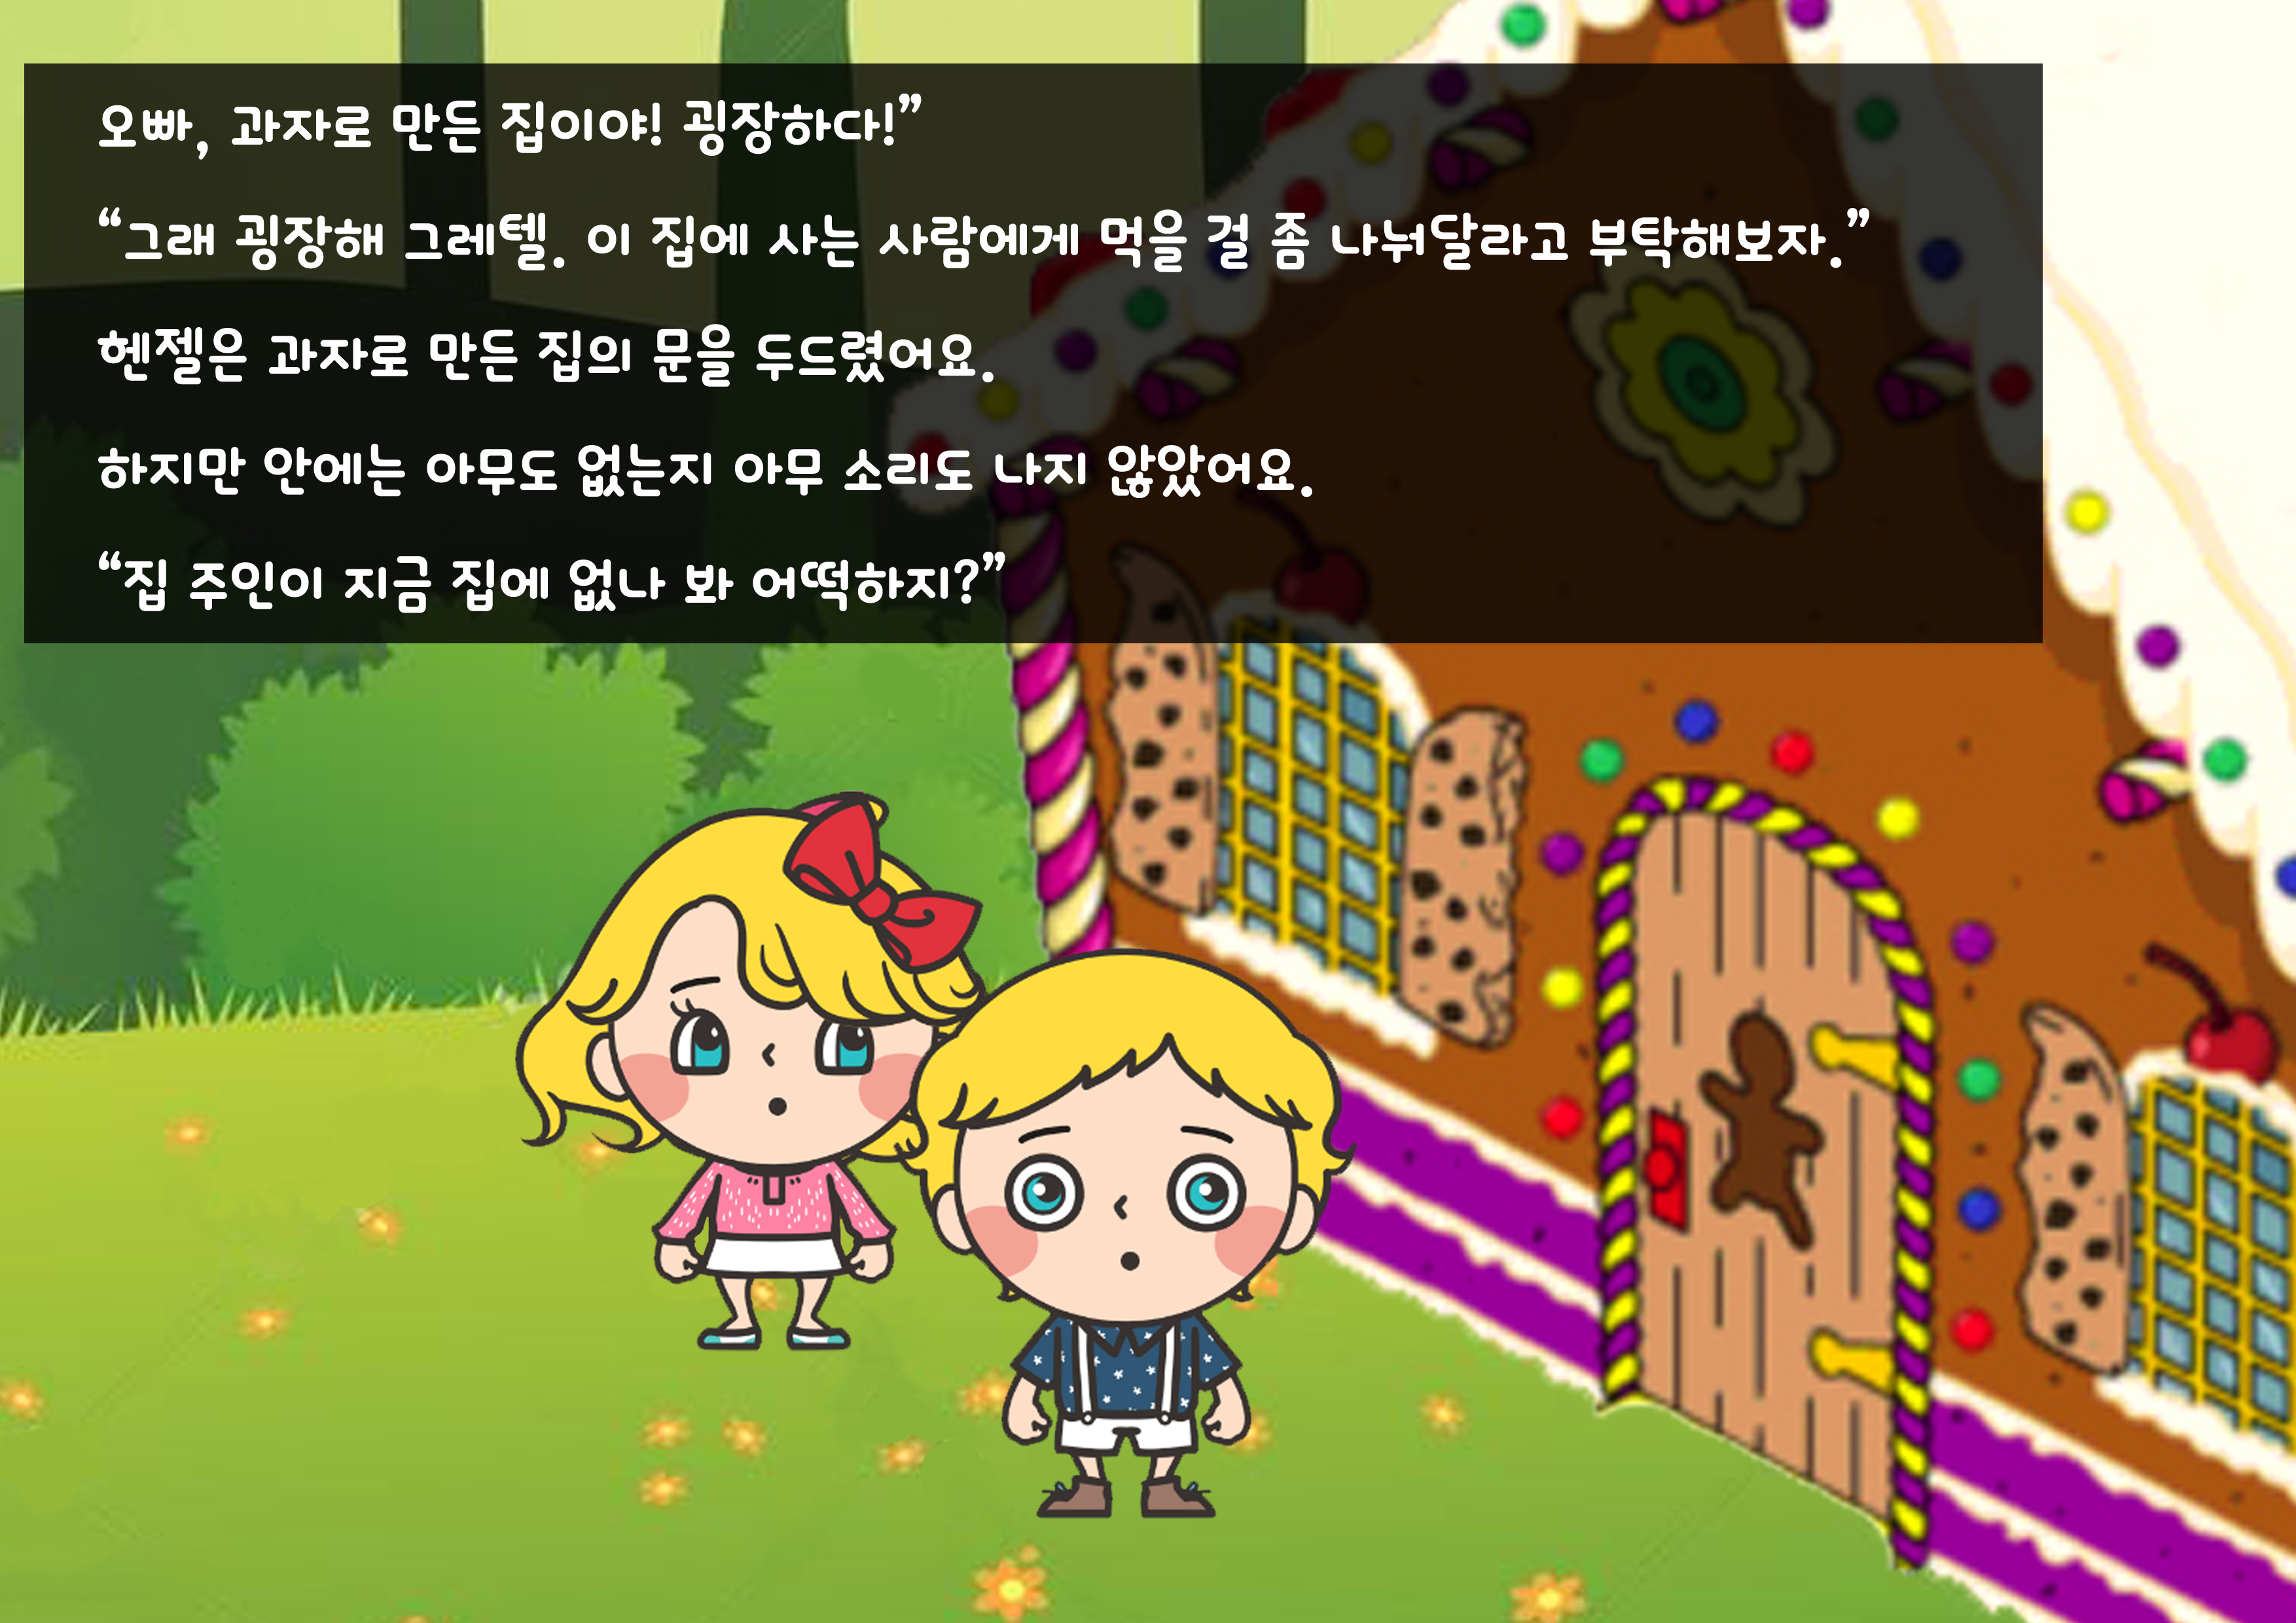 오빠, 과자로 만든 집이야! 굉장하다!”
“그래 굉장해 그레텔. 이 집에 사는 사람에게 먹을 걸 좀 나눠달라고 부탁해보자.”
헨젤은 과자로 만든 집의 문을 두드렸어요.
하지만 안에는 아무도 없는지 아무 소리도 나지 않았어요.
“집 주인이 지금 집에 없나 봐 어떡하지?”